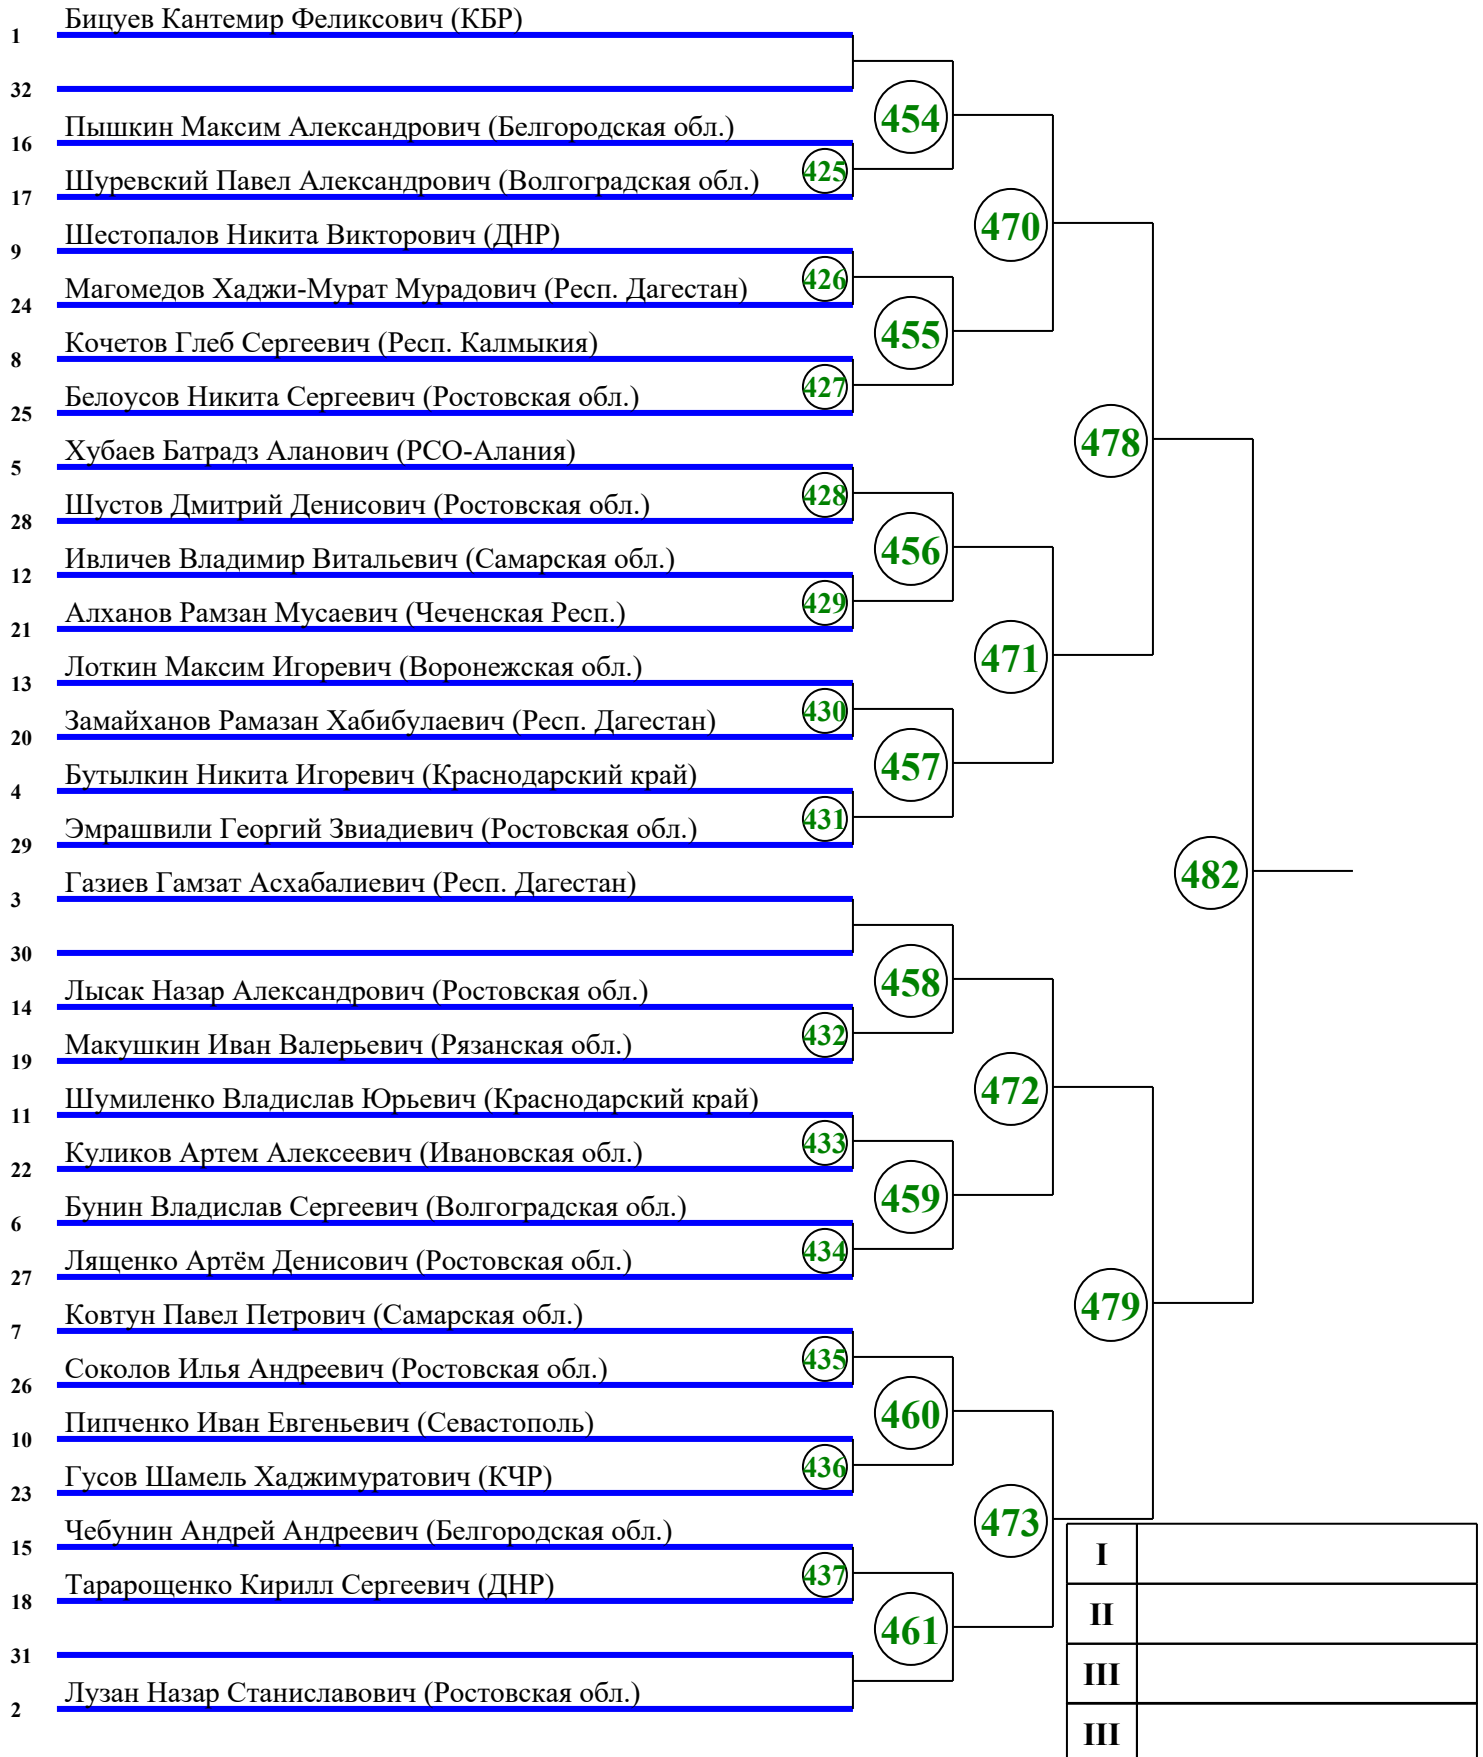 Бицуев Кантемир Феликсович (КБР)
1
32
454
Пышкин Максим Александрович (Белгородская обл.)
16
425
Шуревский Павел Александрович (Волгоградская обл.)
17
470
Шестопалов Никита Викторович (ДНР)
9
426
Магомедов Хаджи-Мурат Мурадович (Респ. Дагестан)
24
455
Кочетов Глеб Сергеевич (Респ. Калмыкия)
8
427
Белоусов Никита Сергеевич (Ростовская обл.)
25
478
Хубаев Батрадз Аланович (РСО-Алания)
5
428
Шустов Дмитрий Денисович (Ростовская обл.)
28
456
Ивличев Владимир Витальевич (Самарская обл.)
12
429
Алханов Рамзан Мусаевич (Чеченская Респ.)
21
471
Лоткин Максим Игоревич (Воронежская обл.)
13
430
Замайханов Рамазан Хабибулаевич (Респ. Дагестан)
20
457
Бутылкин Никита Игоревич (Краснодарский край)
4
431
Эмрашвили Георгий Звиадиевич (Ростовская обл.)
29
482
Газиев Гамзат Асхабалиевич (Респ. Дагестан)
3
30
458
Лысак Назар Александрович (Ростовская обл.)
14
432
Макушкин Иван Валерьевич (Рязанская обл.)
19
472
Шумиленко Владислав Юрьевич (Краснодарский край)
11
433
Куликов Артем Алексеевич (Ивановская обл.)
22
459
Бунин Владислав Сергеевич (Волгоградская обл.)
6
434
Лященко Артём Денисович (Ростовская обл.)
27
479
Ковтун Павел Петрович (Самарская обл.)
7
435
Соколов Илья Андреевич (Ростовская обл.)
26
460
Пипченко Иван Евгеньевич (Севастополь)
10
436
Гусов Шамель Хаджимуратович (КЧР)
23
473
Чебунин Андрей Андреевич (Белгородская обл.)
15
I
437
Тарарощенко Кирилл Сергеевич (ДНР)
18
II
461
31
III
Лузан Назар Станиславович (Ростовская обл.)
2
III